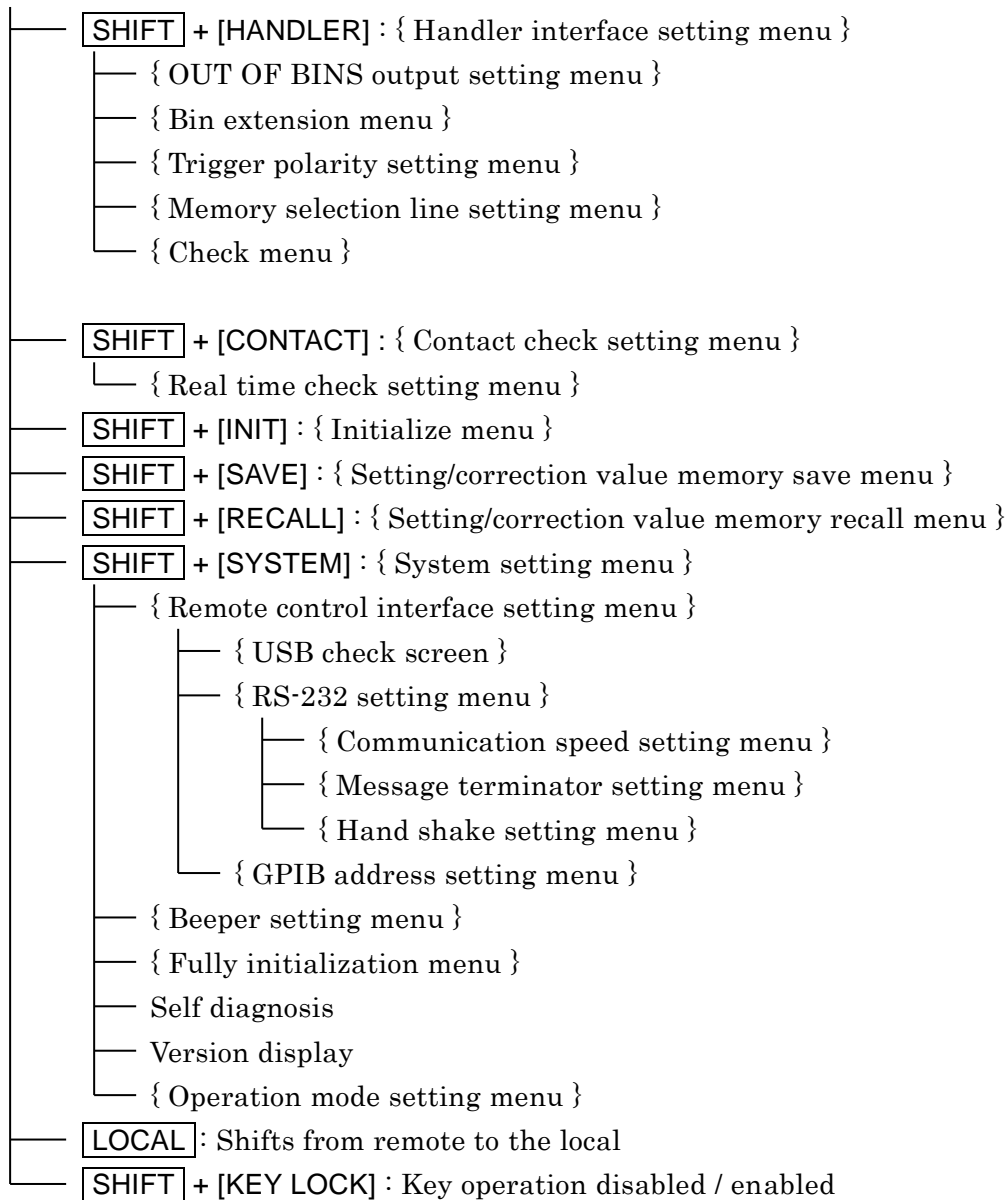 SHIFT + [HANDLER] : { Handler interface setting menu }
{ OUT OF BINS output setting menu }
{ Bin extension menu }
{ Trigger polarity setting menu }
{ Memory selection line setting menu }
{ Check menu }
SHIFT + [CONTACT] : { Contact check setting menu }
{ Real time check setting menu }
SHIFT + [INIT] : { Initialize menu }
SHIFT + [SAVE] : { Setting/correction value memory save menu }
SHIFT + [RECALL] : { Setting/correction value memory recall menu }
SHIFT + [SYSTEM] : { System setting menu }
{ Remote control interface setting menu }
{ USB check screen }
{ RS-232 setting menu }
{ Communication speed setting menu }
{ Message terminator setting menu }
{ Hand shake setting menu }
{ GPIB address setting menu }
{ Beeper setting menu }
{ Fully initialization menu }
Self diagnosis
Version display
{ Operation mode setting menu }
LOCAL : Shifts from remote to the local
SHIFT + [KEY LOCK] : Key operation disabled / enabled